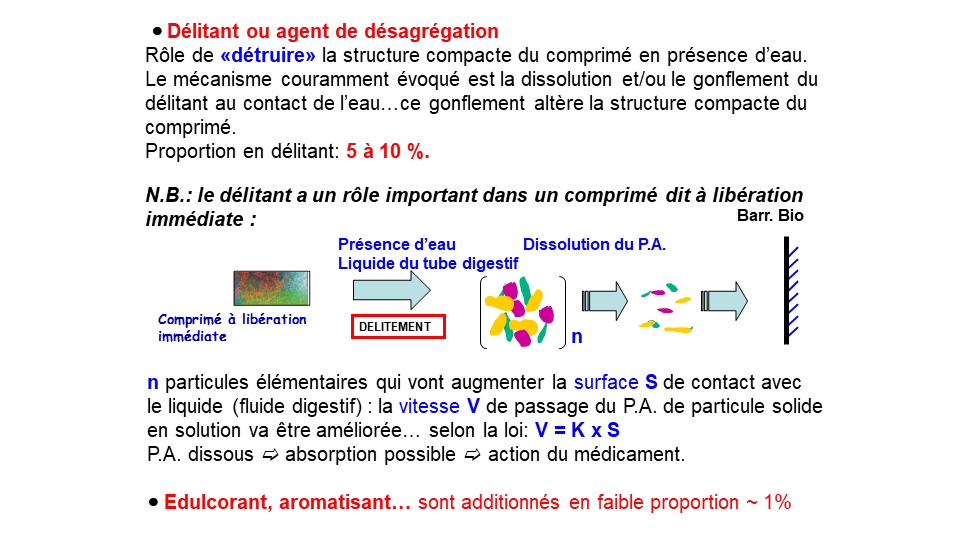 • Délitant ou agent de désagrégation
Rôle de «détruire» la structure compacte du comprimé en présence d’eau.
Le mécanisme couramment évoqué est la dissolution et/ou le gonflement du
délitant au contact de l’eau…ce gonflement altère la structure compacte du
comprimé.
Proportion en délitant: 5 à 10 %.
N.B.: le délitant a un rôle important dans un comprimé dit à libération
immédiate :
Barr. Bio
Présence d’eau
Liquide du tube digestif
Dissolution du P.A.
Comprimé à libération
immédiate
DELITEMENT
n
n particules élémentaires qui vont augmenter la surface S de contact avec
le liquide (fluide digestif) : la vitesse V de passage du P.A. de particule solide
en solution va être améliorée… selon la loi: V = K x S
P.A. dissous ➯ absorption possible ➯ action du médicament.
• Edulcorant, aromatisant… sont additionnés en faible proportion ~ 1%